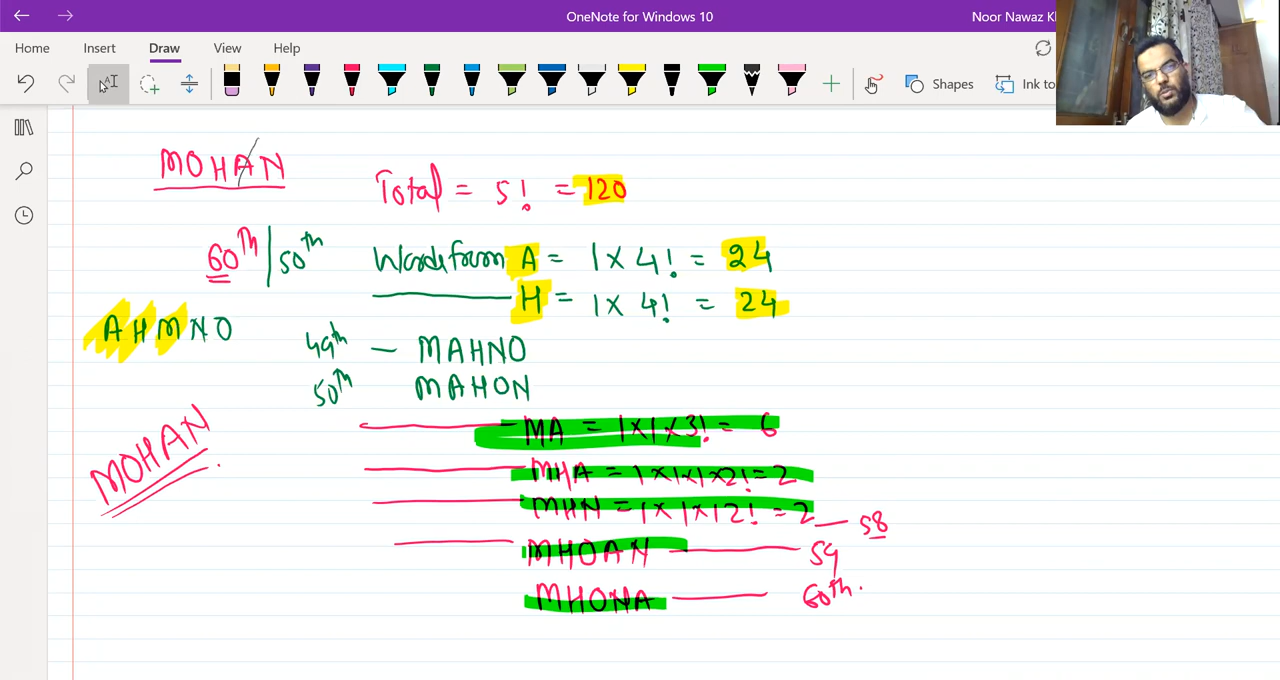 OneNote for Windows 10
Noor Nawaz Kh
Home Insert Draw View Help
Shapes Ink to
MOHAN
Total = 5! = 120
60th | 50th
Words from A = 1 x 4! = 24
H = 1 x 4! = 24
AHMNO
49th - MAHNO
50th MAHON
MOHAN
MA = 1x1x3! = 6
MHA = 1x1x1x2! = 2
MHN = 1x1x12! = 2 — 58
MHOAN — 59
MHONA — 60th.